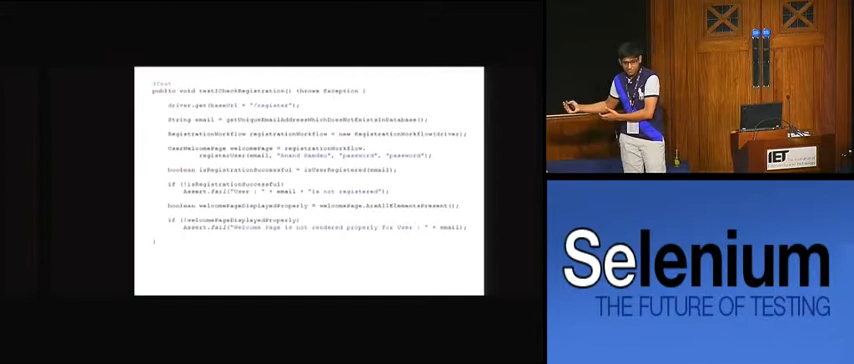 @Test
public void testICheckRegistration() throws Exception {
driver.get(baseUrl + "/register");
String email = getUniqueEmailAddressWhichDoesNotExistsInDatabase();
RegistrationWorkflow registrationWorkflow = new RegistrationWorkflow(driver);
UserWelcomePage welcomePage = registrationWorkflow.
registerUser(email, "Anand Ramdeo", "password", "password");
boolean isRegistrationSuccessful = isUserRegistered(email);
if (!isRegistrationSuccessful)
Assert.fail("User : " + email + "is not registered");
boolean welcomePageDisplayedProperly = welcomePage.AreAllElementsPresent();
if (!welcomePageDisplayedProperly)
Assert.fail("Welcome Page is not rendered properly for User : " + email);
}
IET
Selenium
THE FUTURE OF TESTING